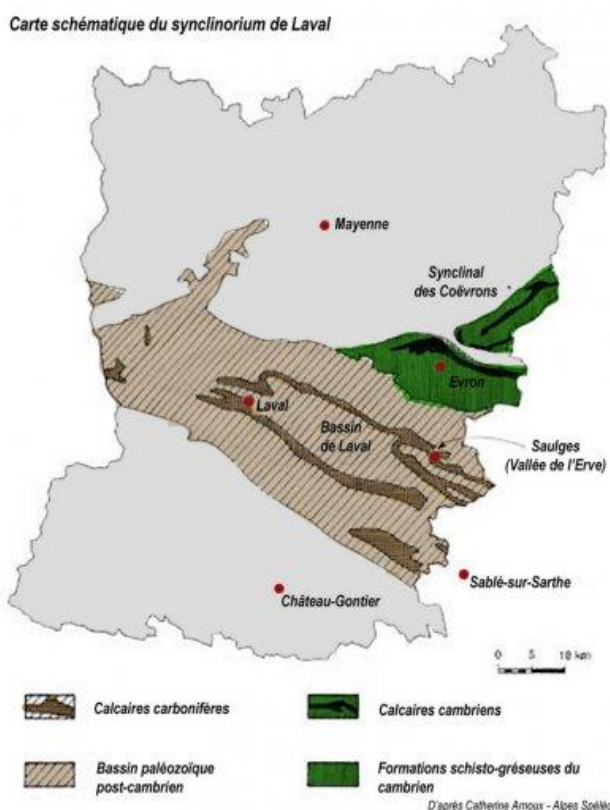 Carte schématique du synclinorium de Laval
Mayenne
Synclinal
des Coëvrons
Evron
Laval
Bassin
de Laval
Saulges
(Vallée de l'Erve)
Sablé-sur-Sarthe
Château-Gontier
0 5 10 km
Calcaires carbonifères
Calcaires cambriens
Bassin paléozoïque
post-cambrien
Formations schisto-gréseuses du
cambrien
D'après Catherine Arnoux - Alpes Spéléo